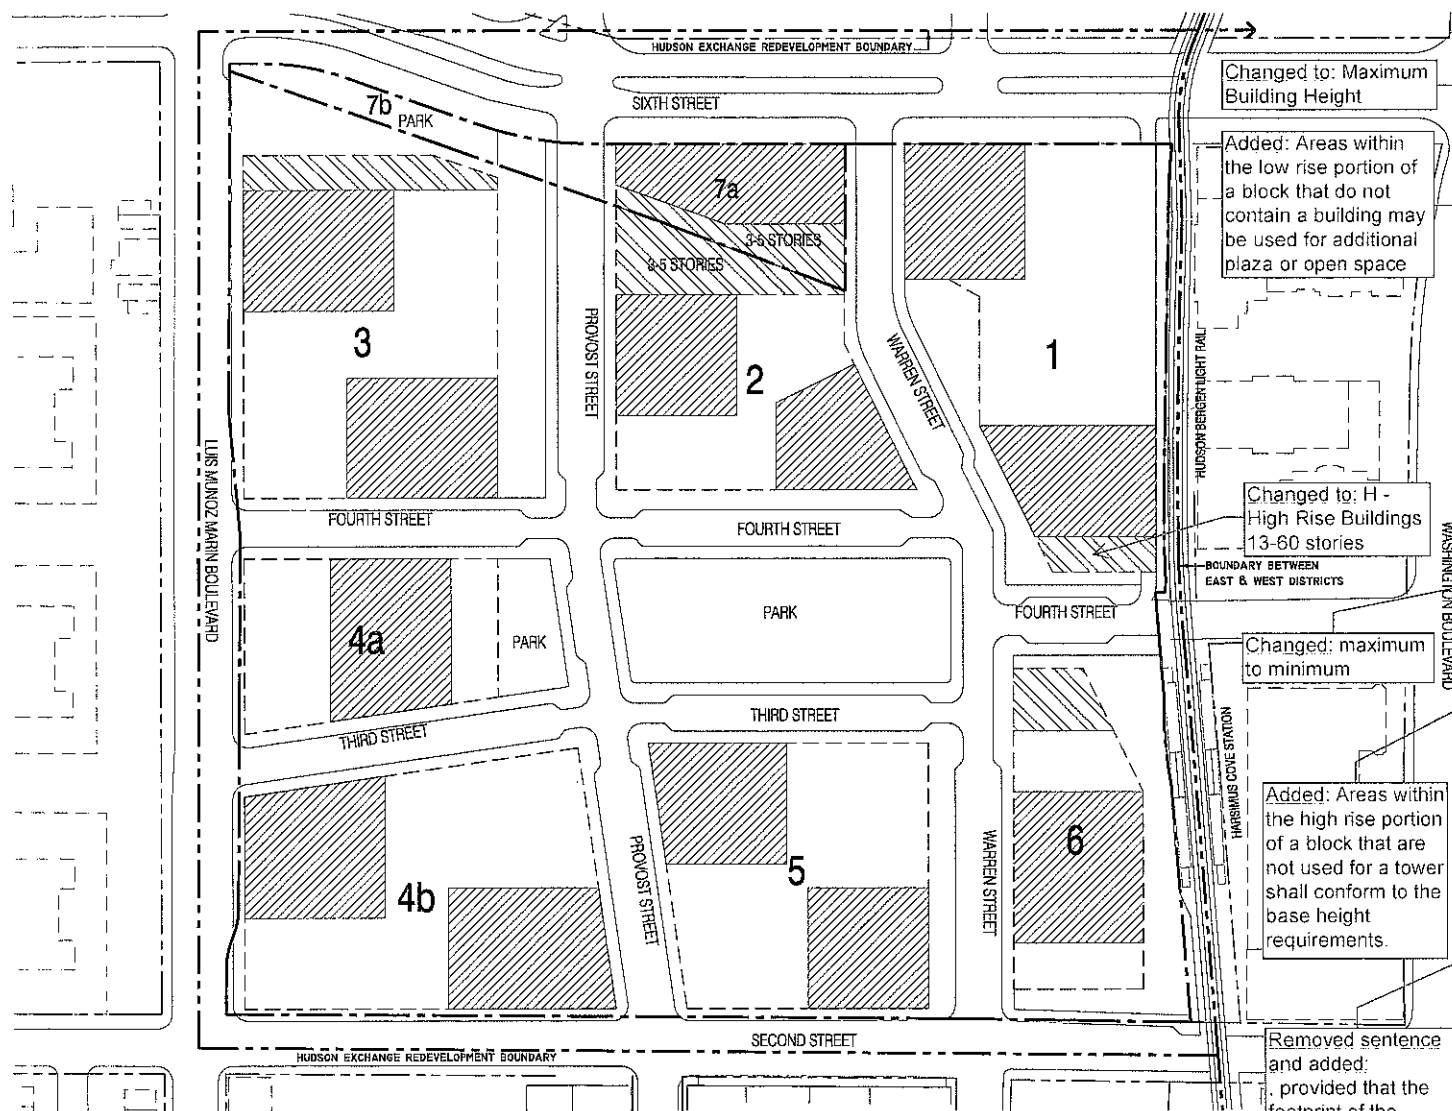 HUDSON EXCHANGE REDEVELOPMENT BOUNDARY
SIXTH STREET
Changed to: Maximum
Building Height
7b
PARK
Added: Areas within
the low rise portion of
a block that do not
contain a building may
be used for additional
plaza or open space
7a
3-5 STORIES
3-5 STORIES
3
PROVOST STREET
2
WARREN STREET
1
HUDSON BERGEN LIGHT RAIL
LUIS MUNOZ MARIN BOULEVARD
Changed to: H -
High Rise Buildings
13-60 stories
FOURTH STREET
FOURTH STREET
BOUNDARY BETWEEN
EAST & WEST DISTRICTS
WASHINGTON BOULEVARD
PARK
FOURTH STREET
4a
PARK
Changed: maximum
to minimum
THIRD STREET
THIRD STREET
HARSIMUS COVE STATION
Added: Areas within
the high rise portion
of a block that are
not used for a tower
shall conform to the
base height
requirements.
4b
PROVOST STREET
5
WARREN STREET
6
SECOND STREET
HUDSON EXCHANGE REDEVELOPMENT BOUNDARY
Removed sentence
and added:
, provided that the
footprint of the